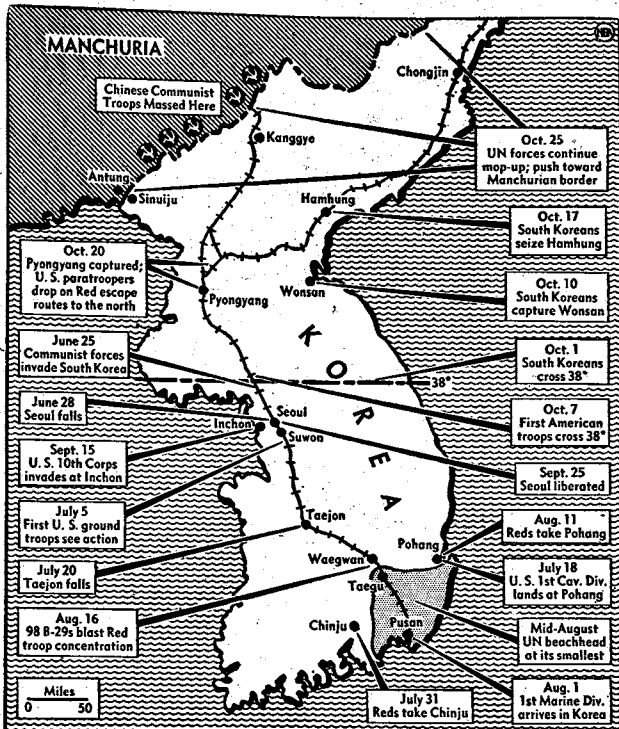 MANCHURIA
Chinese Communist
Troops Massed Here
Chongjin
Kanggye
Antung
Sinuiju
Oct. 25
UN forces continue
mop-up; push toward
Manchurian border
Hamhung
Oct. 17
South Koreans
seize Hamhung
Oct. 20
Pyongyang captured;
U. S. paratroopers
drop on Red escape
routes to the north
Pyongyang
Wonsan
Oct. 10
South Koreans
capture Wonsan
KOREA
June 25
Communist forces
invade South Korea
Oct. 1
South Koreans
cross 38°
38°
June 28
Seoul falls
Seoul
Inchon
Suwon
Oct. 7
First American
troops cross 38°
Sept. 15
U. S. 10th Corps
invades at Inchon
Sept. 25
Seoul liberated
July 5
First U. S. ground
troops see action
Taejon
Aug. 11
Reds take Pohang
Pohang
Waegwan
July 20
Taejon falls
July 18
U. S. 1st Cav. Div.
lands at Pohang
Taegu
Aug. 16
98 B-29s blast Red
troop concentration
Chinju
Pusan
Mid-August
UN beachhead
at its smallest
Miles
0 50
July 31
Reds take Chinju
Aug. 1
1st Marine Div.
arrives in Korea